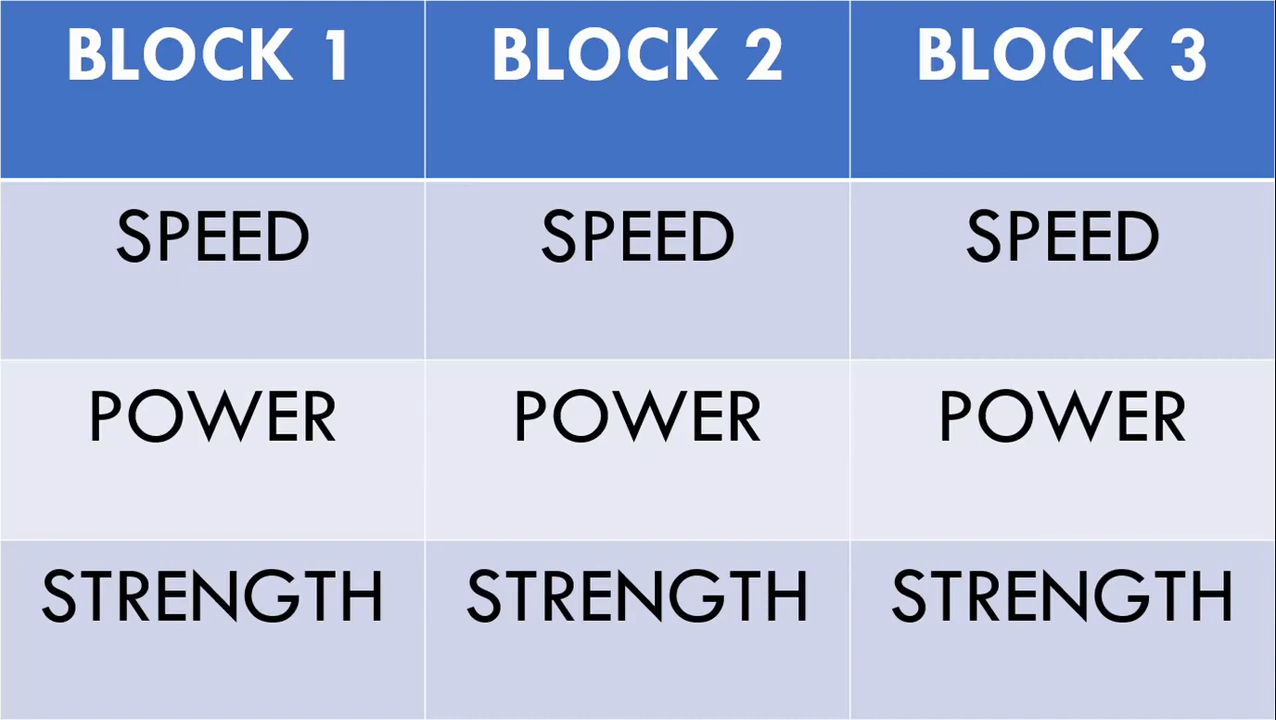 BLOCK 1 BLOCK 2 BLOCK 3
SPEED SPEED SPEED
POWER POWER POWER
STRENGTH STRENGTH STRENGTH